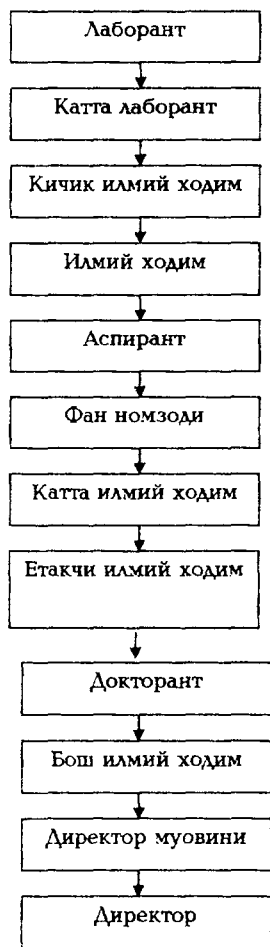 Лаборант
Катта лаборант
Кичик илмий ходим
Илмий ходим
Аспирант
Фан номзоди
Катта илмий ходим
Етакчи илмий ходим
Докторант
Бош илмий ходим
Директор муовини
Директор